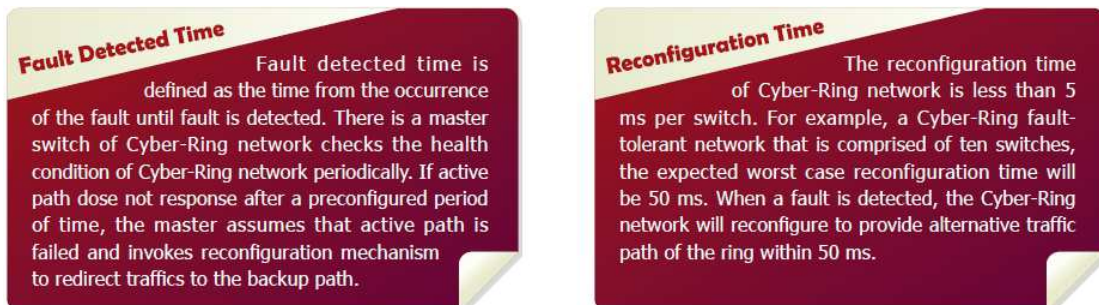 Fault Detected Time
Fault detected time is
defined as the time from the occurrence
of the fault until fault is detected. There is a master
switch of Cyber-Ring network checks the health
condition of Cyber-Ring network periodically. If active
path dose not response after a preconfigured period
of time, the master assumes that active path is
failed and invokes reconfiguration mechanism
to redirect traffics to the backup path.
Reconfiguration Time
The reconfiguration time
of Cyber-Ring network is less than 5
ms per switch. For example, a Cyber-Ring fault-
tolerant network that is comprised of ten switches,
the expected worst case reconfiguration time will
be 50 ms. When a fault is detected, the Cyber-Ring
network will reconfigure to provide alternative traffic
path of the ring within 50 ms.